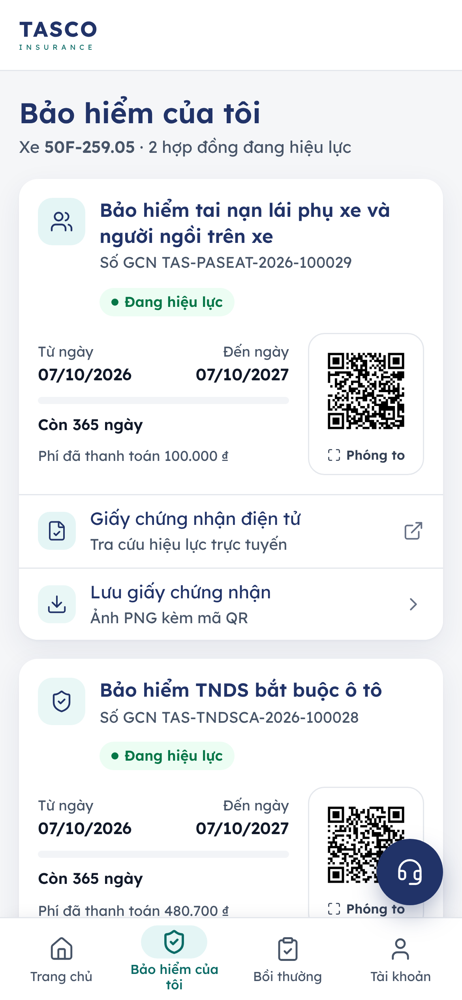 TASCO
INSURANCE
Bảo hiểm của tôi
Xe 50F-259.05 · 2 hợp đồng đang hiệu lực
Bảo hiểm tai nạn lái phụ xe và
người ngồi trên xe
Số GCN TAS-PASEAT-2026-100029
Đang hiệu lực
Từ ngày
Đến ngày
07/10/2026
07/10/2027
Còn 365 ngày
Phí đã thanh toán 100.000 ₫
Phóng to
Giấy chứng nhận điện tử
Tra cứu hiệu lực trực tuyến
Lưu giấy chứng nhận
Ảnh PNG kèm mã QR
Bảo hiểm TNDS bắt buộc ô tô
Số GCN TAS-TNDSCA-2026-100028
Đang hiệu lực
Từ ngày
Đến ngày
07/10/2026
07/10/2027
Còn 365 ngày
Phí đã thanh toán 480.700 ₫
Phóng to
Trang chủ
Bảo hiểm của
tôi
Bồi thường
Tài khoản